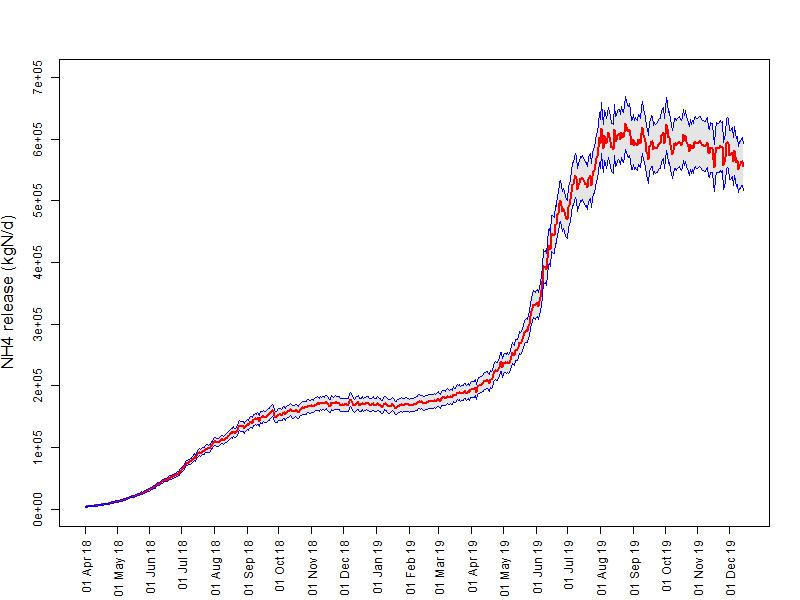 NH4 release (kgN/d)
7e+05
6e+05
5e+05
4e+05
3e+05
2e+05
1e+05
0e+00
01 Apr 18
01 May 18
01 Jun 18
01 Jul 18
01 Aug 18
01 Sep 18
01 Oct 18
01 Nov 18
01 Dec 18
01 Jan 19
01 Feb 19
01 Mar 19
01 Apr 19
01 May 19
01 Jun 19
01 Jul 19
01 Aug 19
01 Sep 19
01 Oct 19
01 Nov 19
01 Dec 19